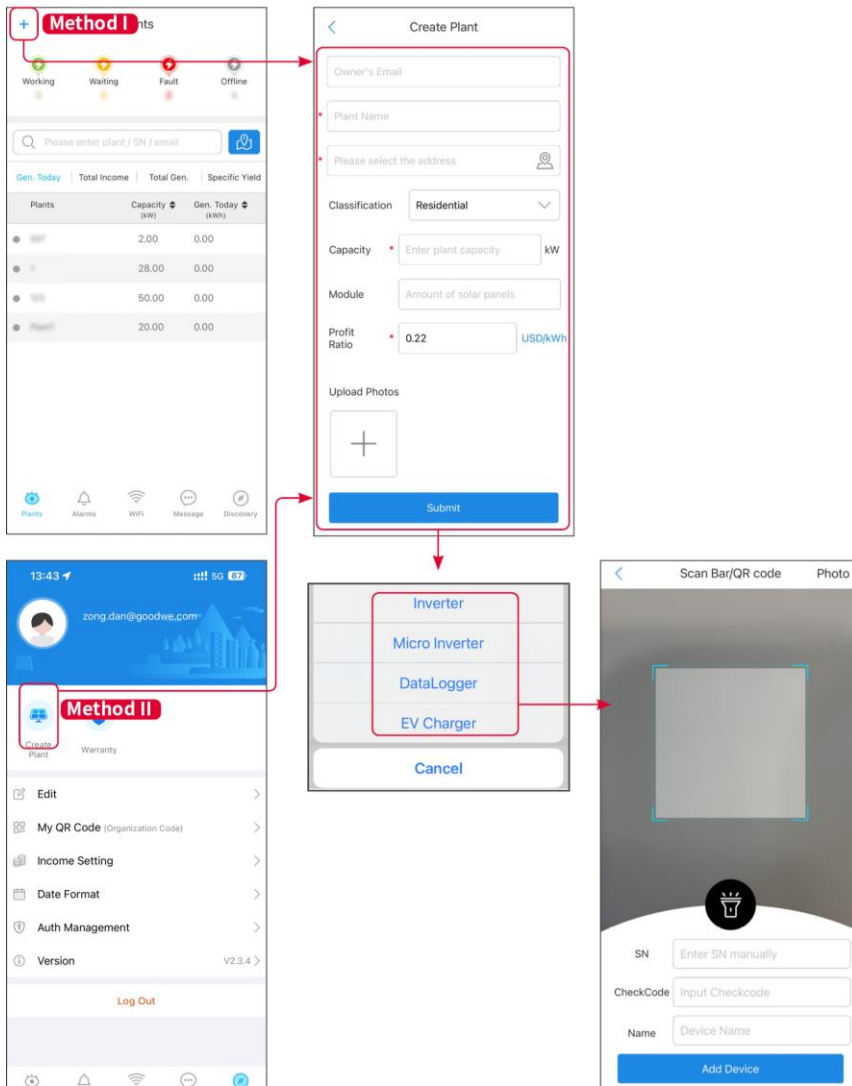 + Method I nts
Working Waiting Fault Offline
Please enter plant / SN / email
Gen. Today Total Income Total Gen. Specific Yield
Plants Capacity (kW) Gen. Today (kWh)
2.00 0.00
28.00 0.00
50.00 0.00
20.00 0.00
Plants Alarms WiFi Message Discovery
Create Plant
Owner's Email
* Plant Name
* Please select the address
Classification Residential
Capacity * Enter plant capacity kW
Module Amount of solar panels
Profit Ratio * 0.22 USD/kWh
Upload Photos
Submit
13:43 5G 87
zong.dan@goodwe.com
Method II
Create Plant
Warranty
Edit
My QR Code (Organization Code)
Income Setting
Date Format
Auth Management
Version V2.3.4
Log Out
Inverter
Micro Inverter
DataLogger
EV Charger
Cancel
Scan Bar/QR code Photo
SN Enter SN manually
CheckCode Input Checkcode
Name Device Name
Add Device